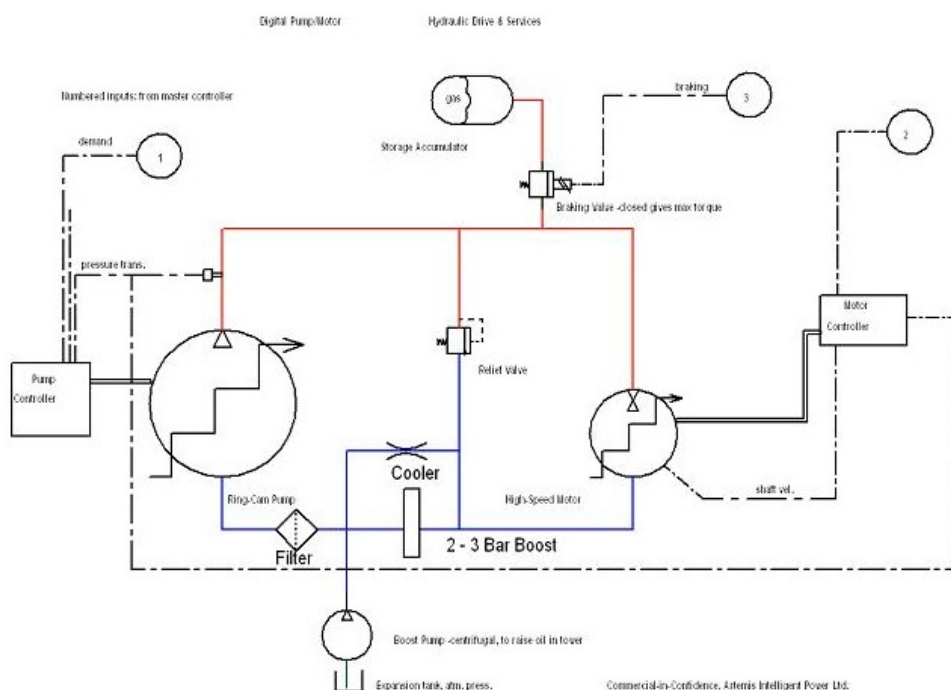 Digital Pump/Motor
Hydraulic Drive & Services
Numbered inputs: from master controller
demand
1
gas
Storage Accumulator
braking
3
2
Braking Valve -closed gives max torque
pressure trans.
Pump
Controller
Relief Valve
Motor
Controller
Cooler
Ring-Cam Pump
High-Speed Motor
shaft vel.
Filter
2 - 3 Bar Boost
Boost Pump -centrifugal, to raise oil in tower
Expansion tank, atm. press.
Commercial-in-Confidence, Artemis Intelligent Power Ltd.